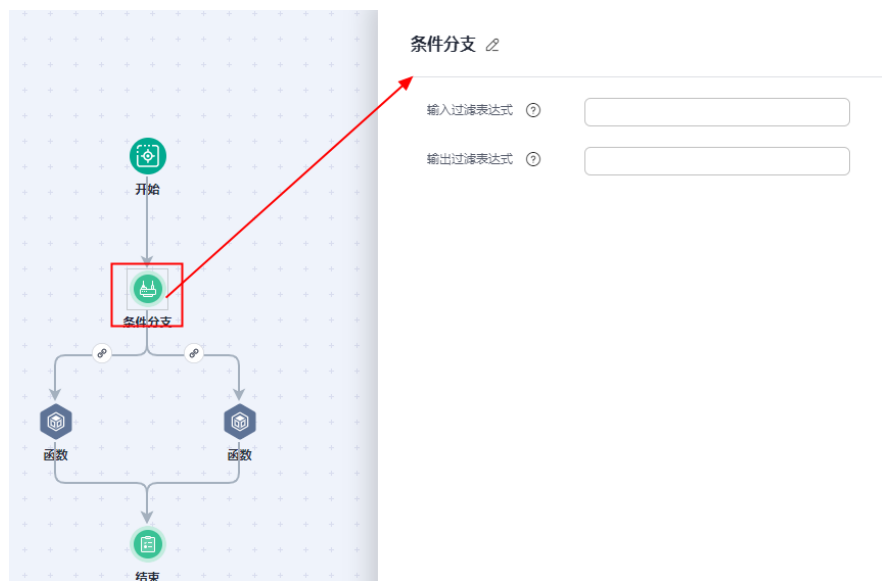 条件分支
输入过滤表达式
输出过滤表达式
开始
条件分支
函数
函数
结束